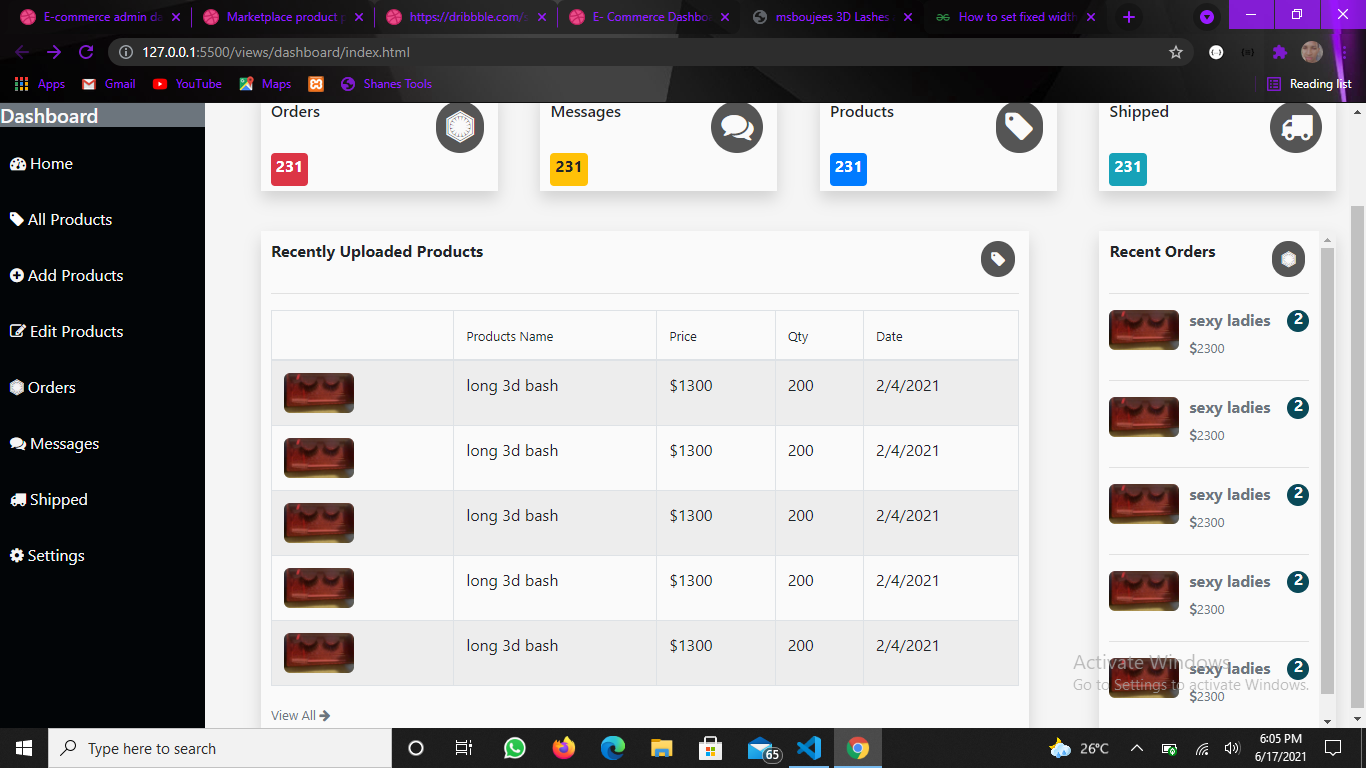 E-commerce admin da
Marketplace product p
https://dribbble.com/s
E- Commerce Dashbo
msboujees 3D Lashes
How to set fixed width
127.0.0.1:5500/views/dashboard/index.html
Apps
Gmail
YouTube
Maps
Shanes Tools
Reading list
Dashboard
Home
All Products
Add Products
Edit Products
Orders
Messages
Shipped
Settings
Orders
231
Messages
231
Products
231
Shipped
231
Recently Uploaded Products
Products Name Price Qty Date
long 3d bash $1300 200 2/4/2021
long 3d bash $1300 200 2/4/2021
long 3d bash $1300 200 2/4/2021
long 3d bash $1300 200 2/4/2021
long 3d bash $1300 200 2/4/2021
View All
Recent Orders
sexy ladies 2
$2300
sexy ladies 2
$2300
sexy ladies 2
$2300
sexy ladies 2
$2300
sexy ladies 2
$2300
Activate Windows
Go to Settings to activate Windows.
Type here to search
65
26°C
6:05 PM
6/17/2021